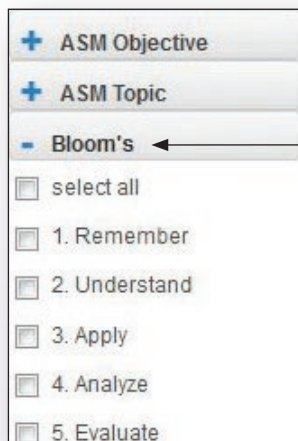 + ASM Objective
+ ASM Topic
- Bloom's
select all
1. Remember
2. Understand
3. Apply
4. Analyze
5. Evaluate